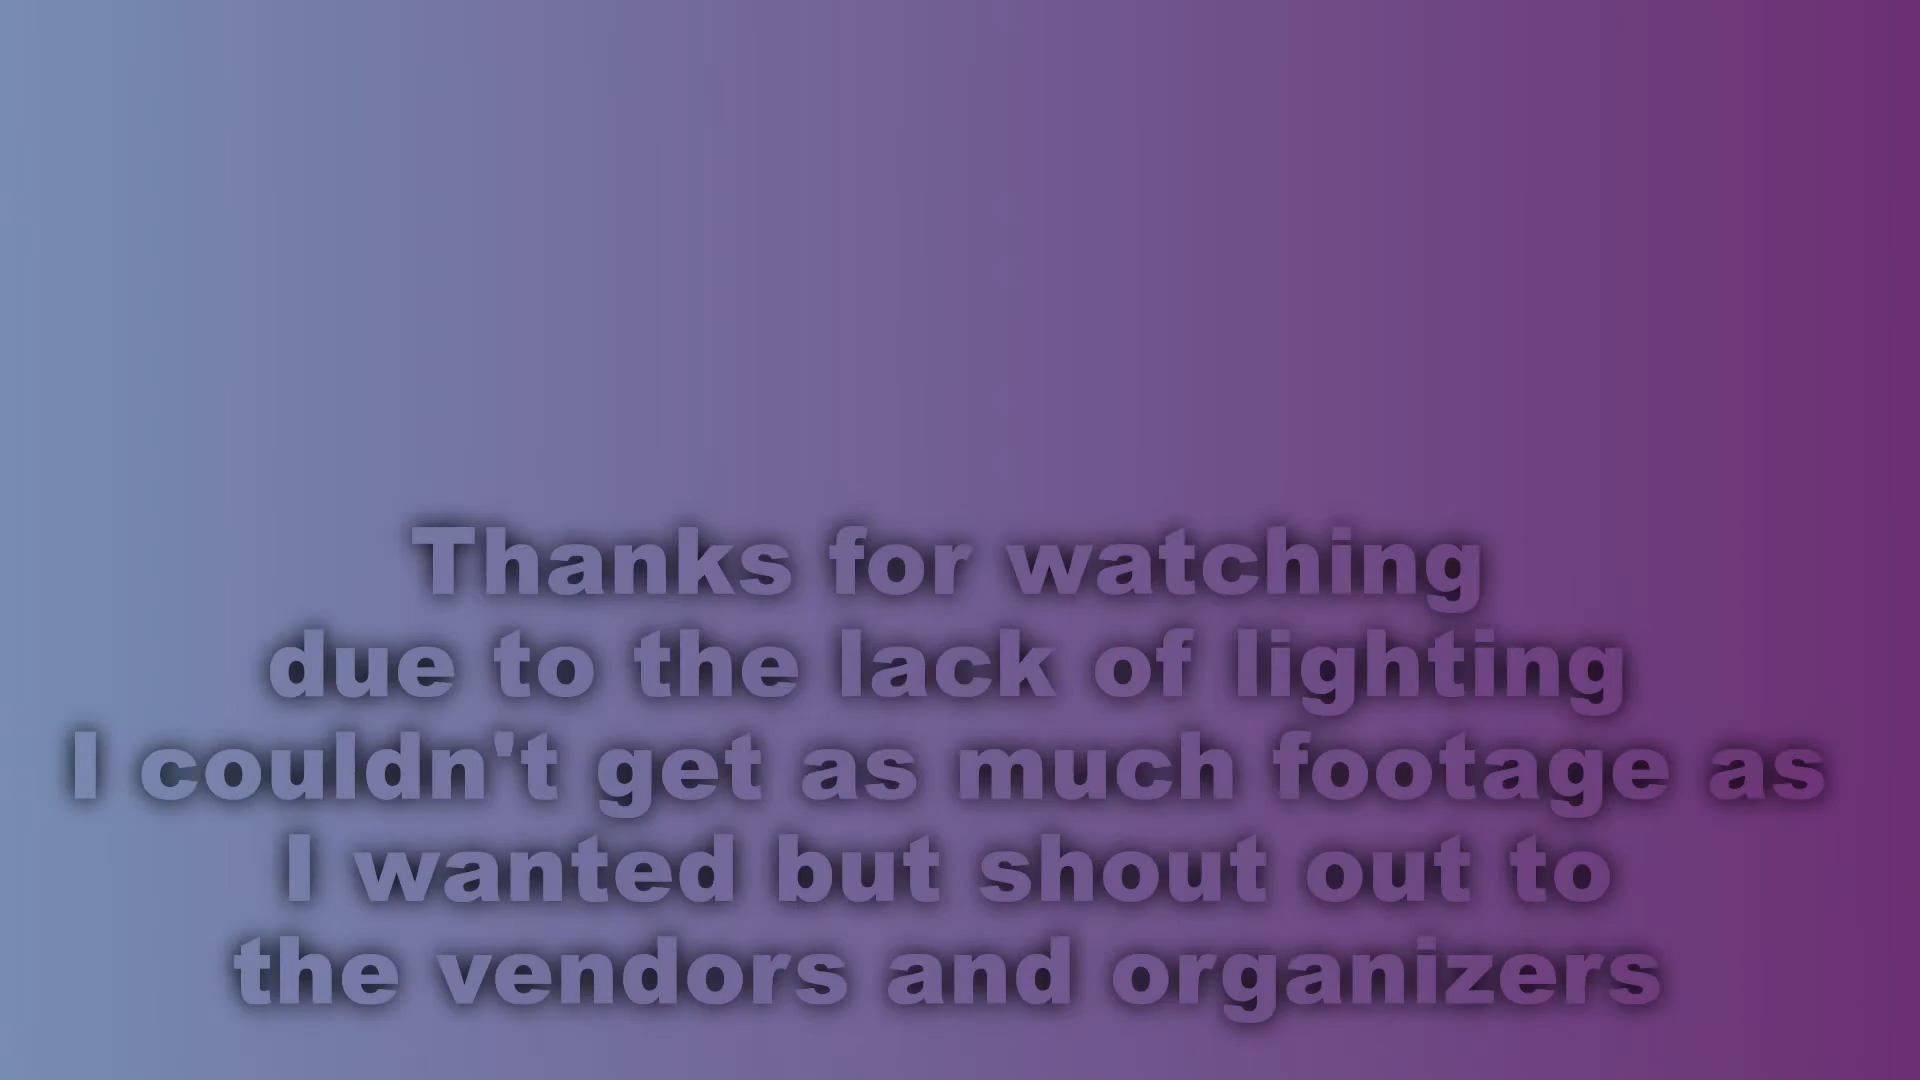 Thanks for watching
due to the lack of lighting
I couldn't get as much footage as
I wanted but shout out to
the vendors and organizers